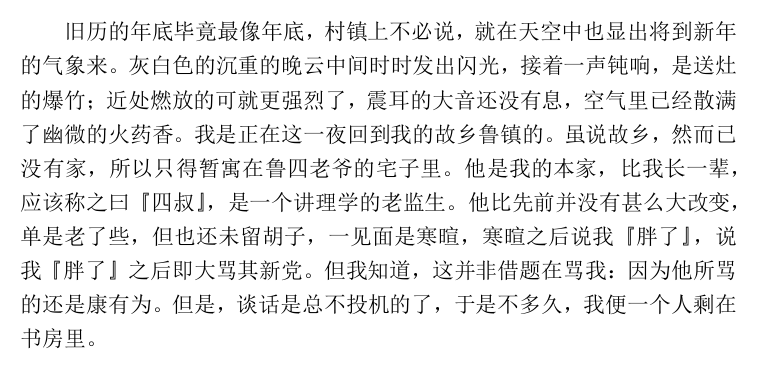 旧历的年底毕竟最像年底，村镇上不必说，就在天空中也显出将到新年
的气象来。灰白色的沉重的晚云中间时时发出闪光，接着一声钝响，是送灶
的爆竹；近处燃放的可就更强烈了，震耳的大音还没有息，空气里已经散满
了幽微的火药香。我是正在这一夜回到我的故乡鲁镇的。虽说故乡，然而已
没有家，所以只得暂寓在鲁四老爷的宅子里。他是我的本家，比我长一辈，
应该称之曰『四叔』，是一个讲理学的老监生。他比先前并没有甚么大改变，
单是老了些，但也还未留胡子，一见面是寒暄，寒暄之后说我『胖了』，说
我『胖了』之后即大骂其新党。但我知道，这并非借题在骂我：因为他所骂
的还是康有为。但是，谈话是总不投机的了，于是不多久，我便一个人剩在
书房里。